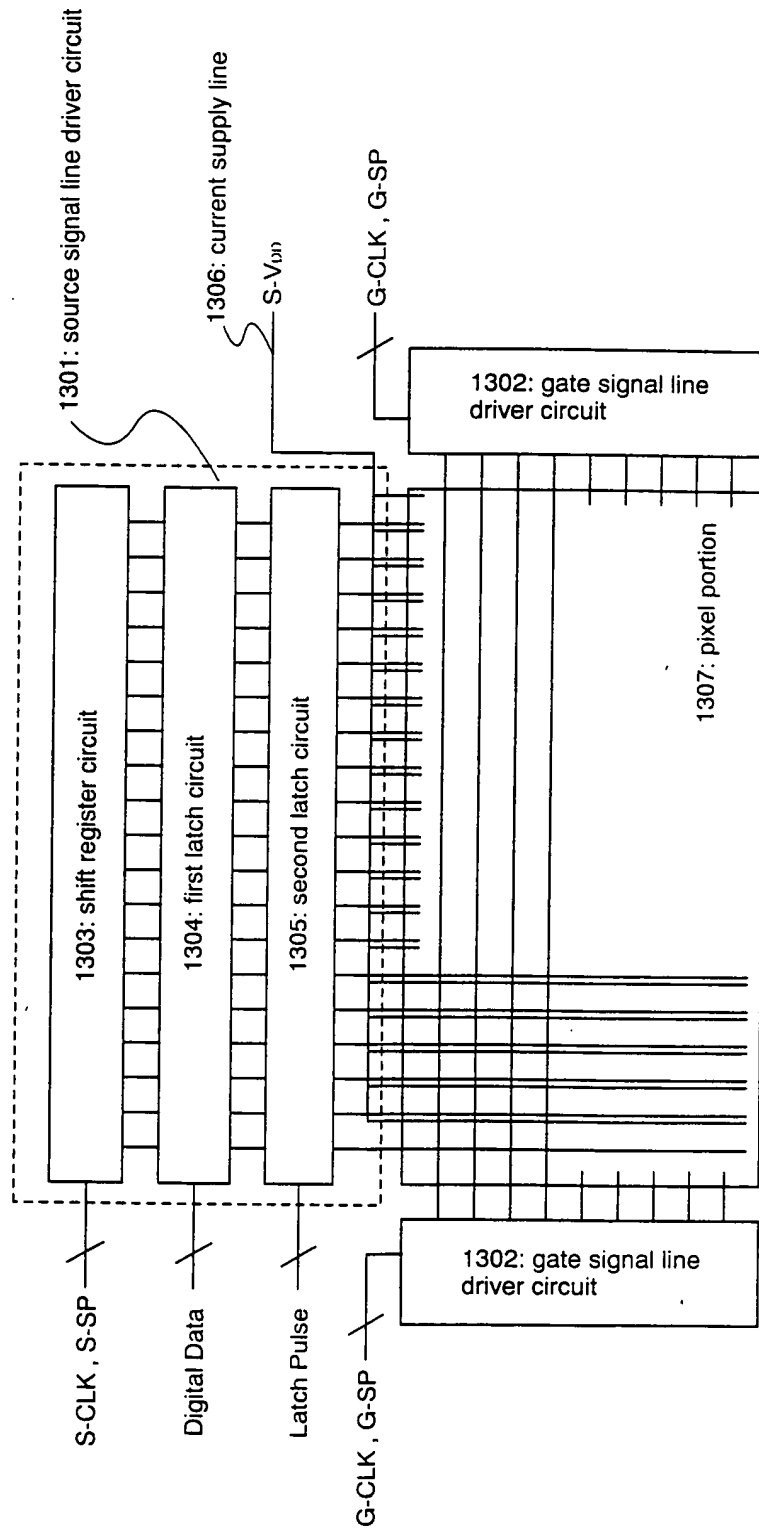 1301: source signal line driver circuit
1306: current supply line
S-VDD
G-CLK , G-SP
S-CLK , S-SP
1303: shift register circuit
Digital Data
1304: first latch circuit
Latch Pulse
1305: second latch circuit
G-CLK , G-SP
1302: gate signal line
driver circuit
1302: gate signal line
driver circuit
1307: pixel portion